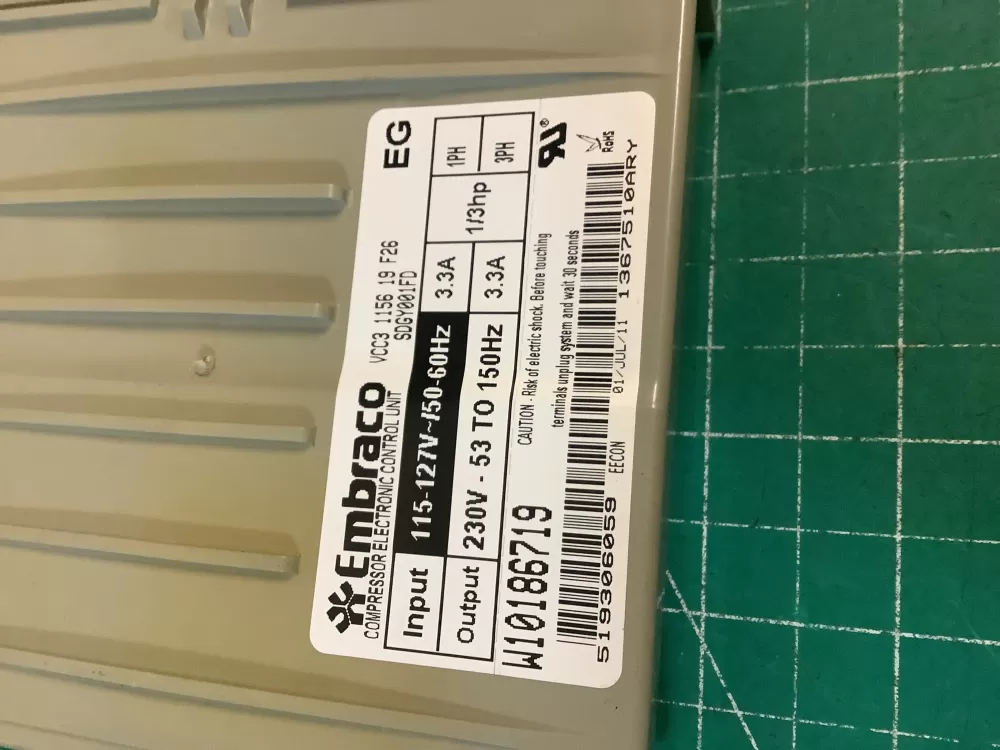 Embraco
EG
COMPRESSOR ELECTRONIC CONTROL UNIT
VCC3 1156 19 F26
SDGY001FD
Input 115-127V~/50-60Hz 3.3A 1/3hp 1PH
Output 230V - 53 TO 150Hz 3.3A 3PH
W10186719
CAUTION - Risk of electric shock. Before touching
terminals unplug system and wait 30 seconds
RU®
RoHS
519306059 EECON 01/JUL/11 1367510ARY